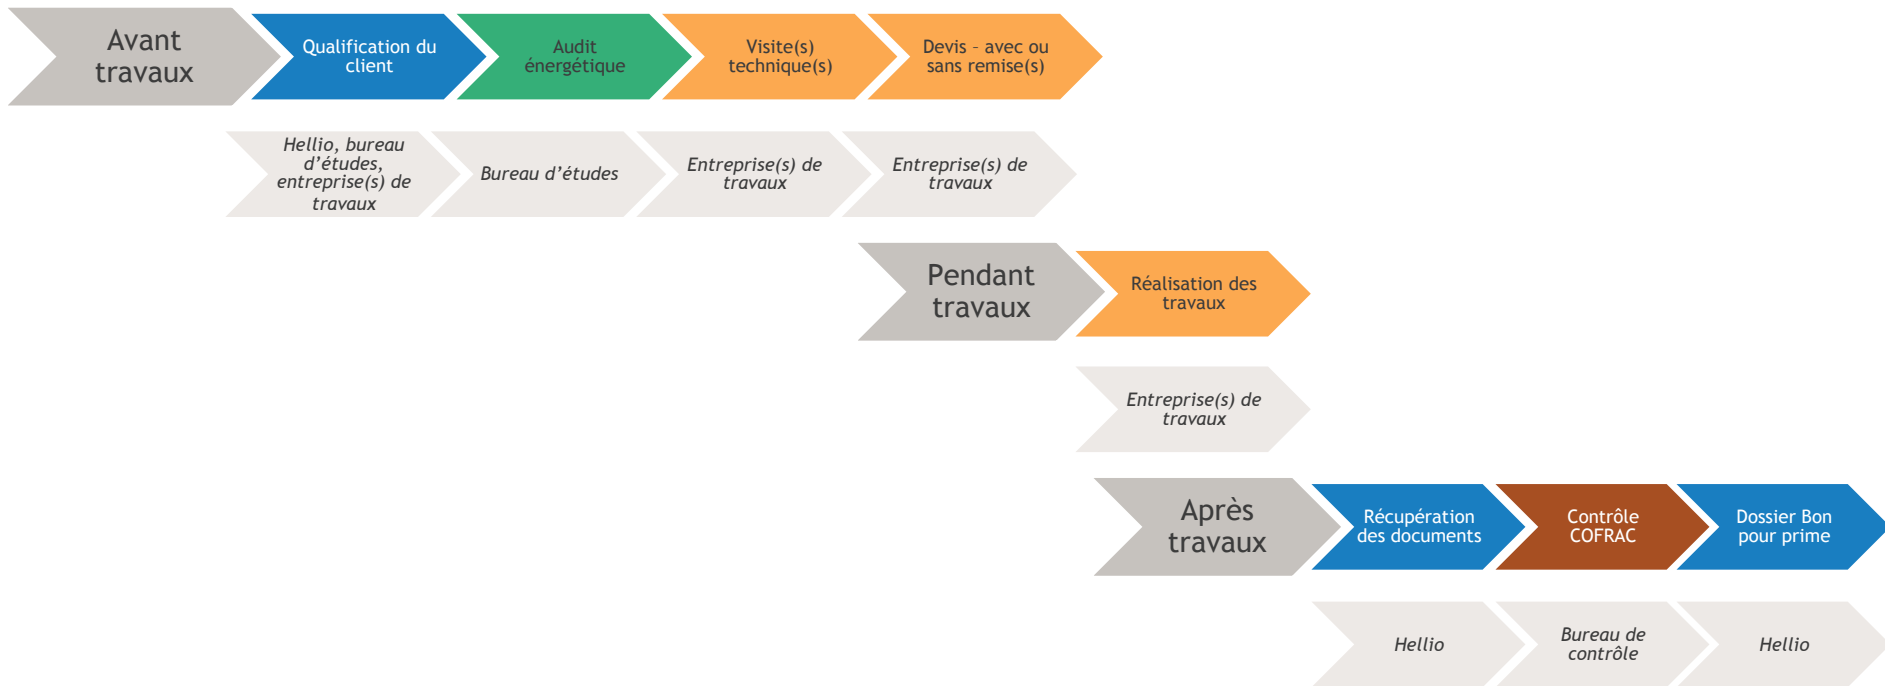 Avant
travaux
Qualification du
client
Audit
énergétique
Visite(s)
technique(s)
Devis – avec ou
sans remise(s)
Hellio, bureau
d’études,
entreprise(s) de
travaux
Bureau d’études
Entreprise(s) de
travaux
Entreprise(s) de
travaux
Pendant
travaux
Réalisation des
travaux
Entreprise(s) de
travaux
Après
travaux
Récupération
des documents
Contrôle
COFRAC
Dossier Bon
pour prime
Hellio
Bureau de
contrôle
Hellio